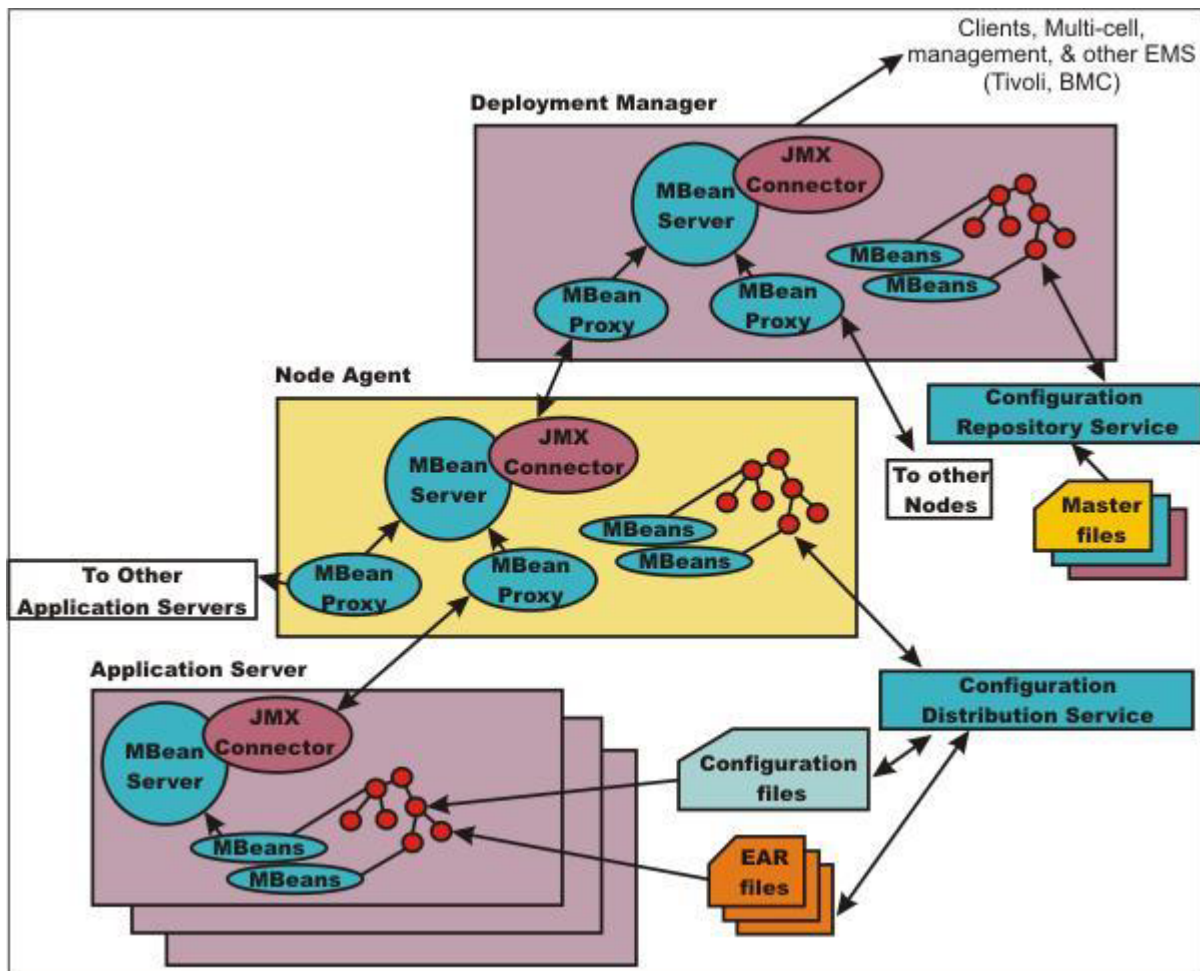 Clients, Multi-cell,
management, & other EMS
(Tivoli, BMC)
Deployment Manager
JMX
Connector
MBean
Server
MBeans
MBeans
MBean
Proxy
MBean
Proxy
Node Agent
Configuration
Repository Service
JMX
Connector
MBean
Server
To other
Nodes
Master
files
MBeans
MBeans
To Other
Application Servers
MBean
Proxy
MBean
Proxy
Application Server
Configuration
Distribution Service
JMX
Connector
MBean
Server
Configuration
files
MBeans
MBeans
EAR
files